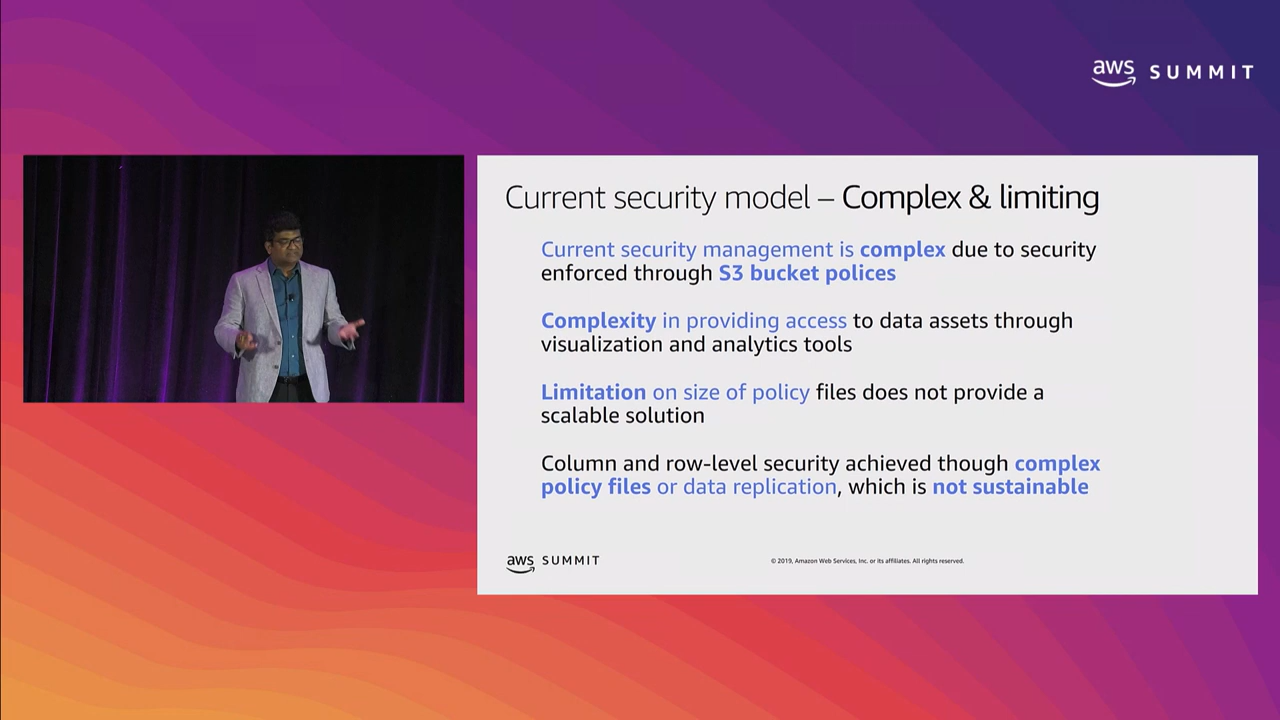 aws SUMMIT
Current security model – Complex & limiting
Current security management is complex due to security
enforced through S3 bucket polices
Complexity in providing access to data assets through
visualization and analytics tools
Limitation on size of policy files does not provide a
scalable solution
Column and row-level security achieved though complex
policy files or data replication, which is not sustainable
aws SUMMIT
© 2019, Amazon Web Services, Inc. or its affiliates. All rights reserved.